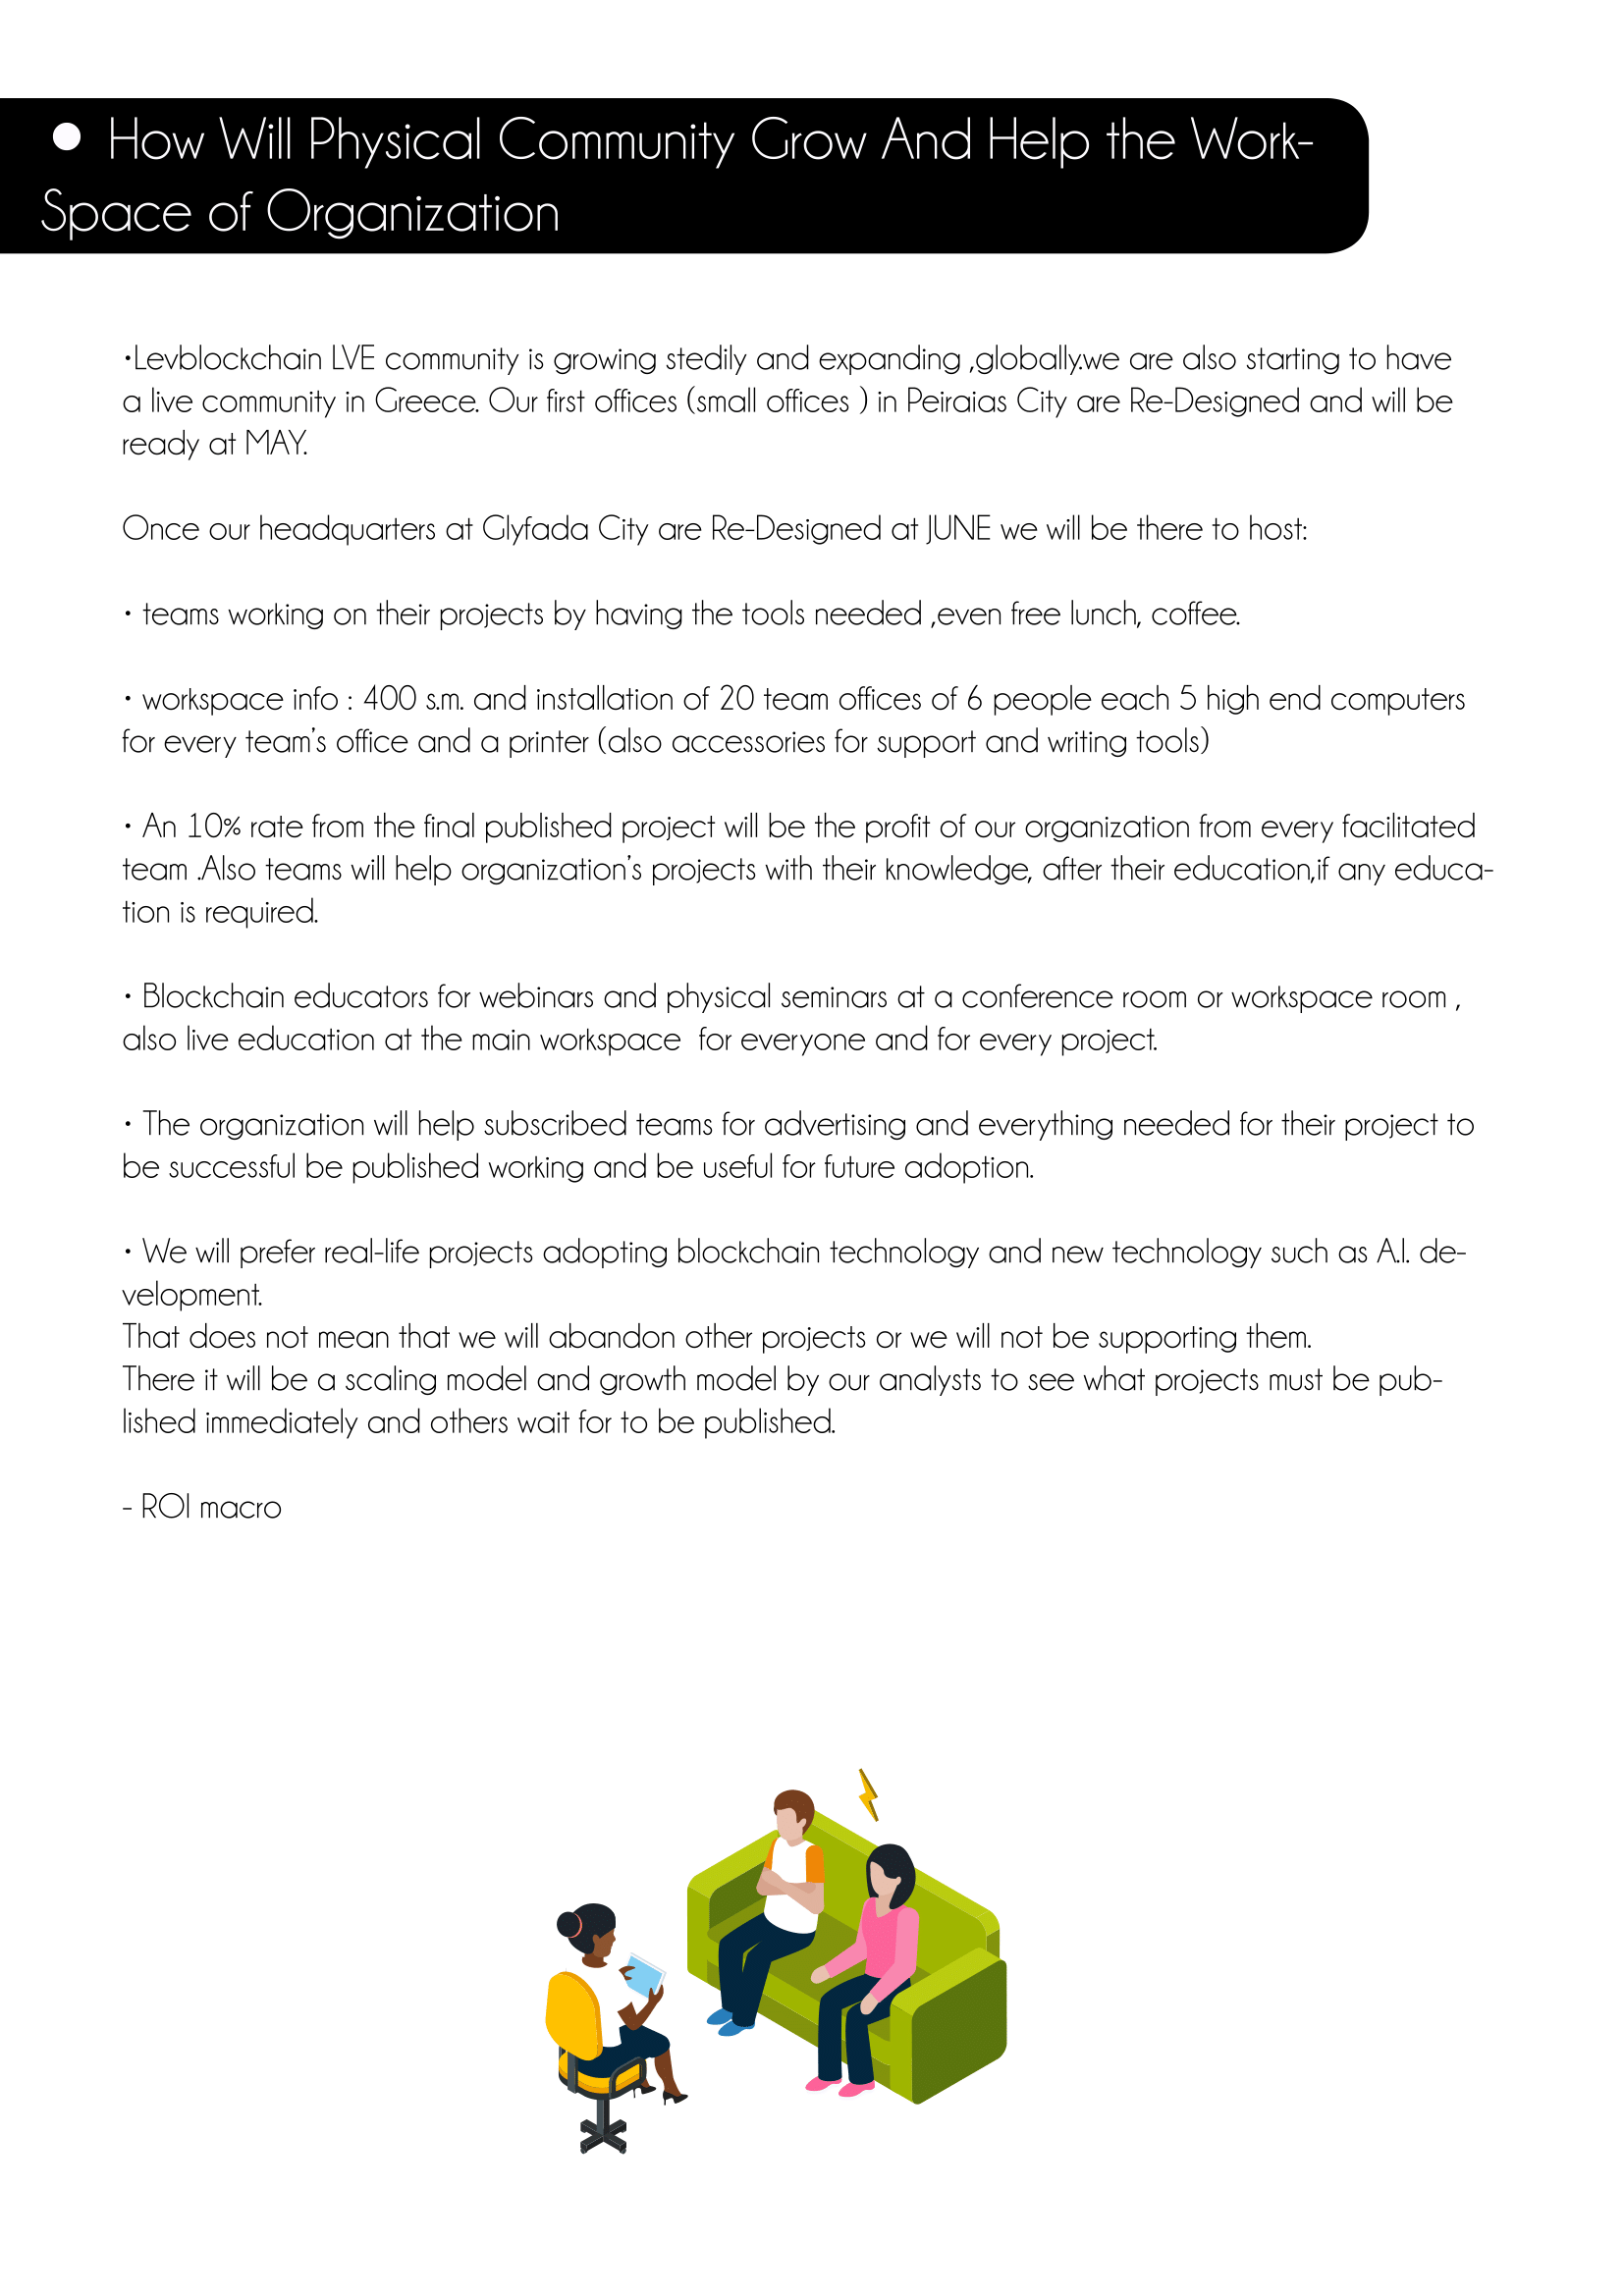 ● How Will Physical Community Grow And Help the Work-
Space of Organization
•Levblockchain LVE community is growing stedily and expanding ,globally.we are also starting to have
a live community in Greece. Our first offices (small offices ) in Peiraias City are Re-Designed and will be
ready at MAY.
Once our headquarters at Glyfada City are Re-Designed at JUNE we will be there to host:
• teams working on their projects by having the tools needed ,even free lunch, coffee.
• workspace info : 400 s.m. and installation of 20 team offices of 6 people each 5 high end computers
for every team's office and a printer (also accessories for support and writing tools)
• An 10% rate from the final published project will be the profit of our organization from every facilitated
team .Also teams will help organization's projects with their knowledge, after their education,if any educa-
tion is required.
• Blockchain educators for webinars and physical seminars at a conference room or workspace room ,
also live education at the main workspace  for everyone and for every project.
• The organization will help subscribed teams for advertising and everything needed for their project to
be successful be published working and be useful for future adoption.
• We will prefer real-life projects adopting blockchain technology and new technology such as A.I. de-
velopment.
That does not mean that we will abandon other projects or we will not be supporting them.
There it will be a scaling model and growth model by our analysts to see what projects must be pub-
lished immediately and others wait for to be published.
- ROI macro